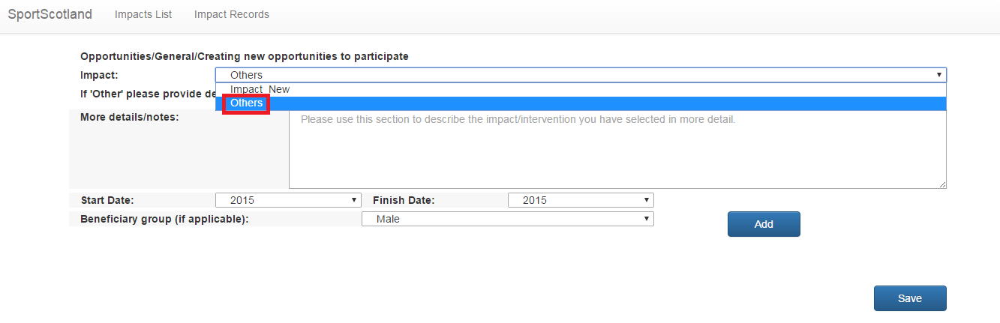 SportScotland Impacts List Impact Records
Opportunities/General/Creating new opportunities to participate
Impact: Others
Impact_New
If 'Other' please provide de
Others
More details/notes: Please use this section to describe the impact/intervention you have selected in more detail.
Start Date: 2015 Finish Date: 2015
Beneficiary group (if applicable): Male Add
Save